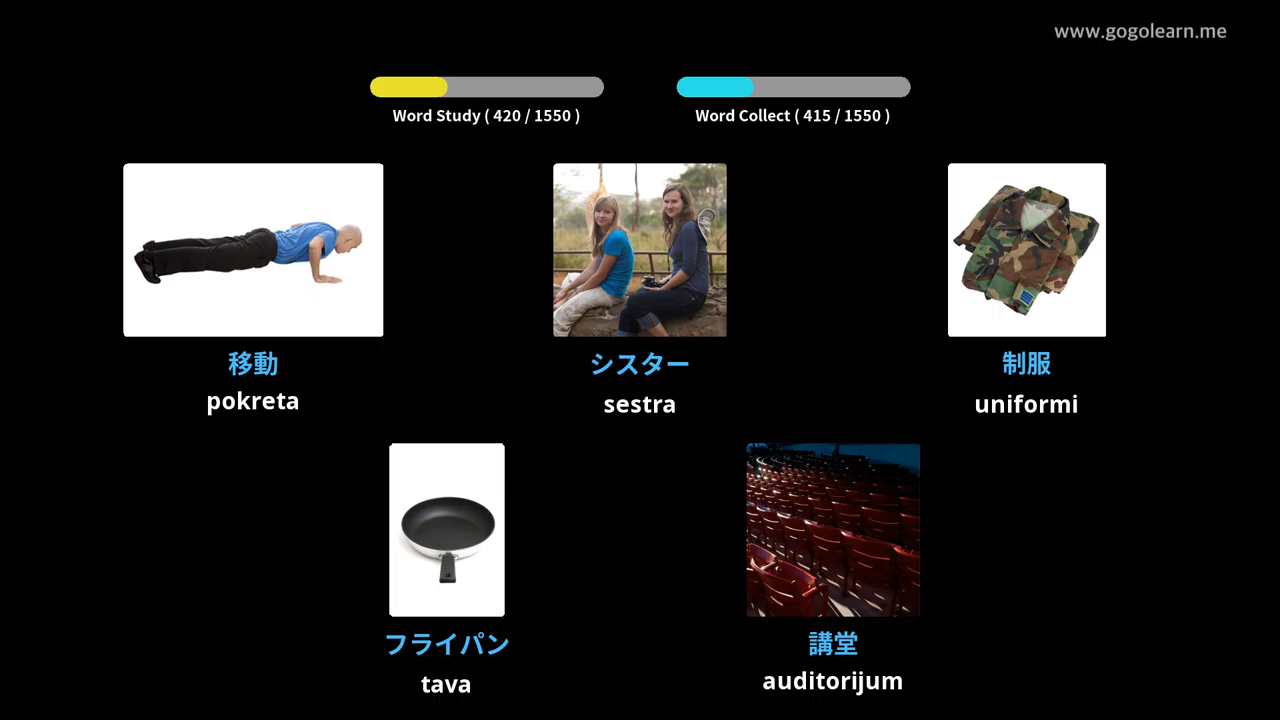 www.gogolearn.me
Word Study ( 420 / 1550 )
Word Collect ( 415 / 1550 )
移動
pokreta
シスター
sestra
制服
uniformi
フライパン
tava
講堂
auditorijum